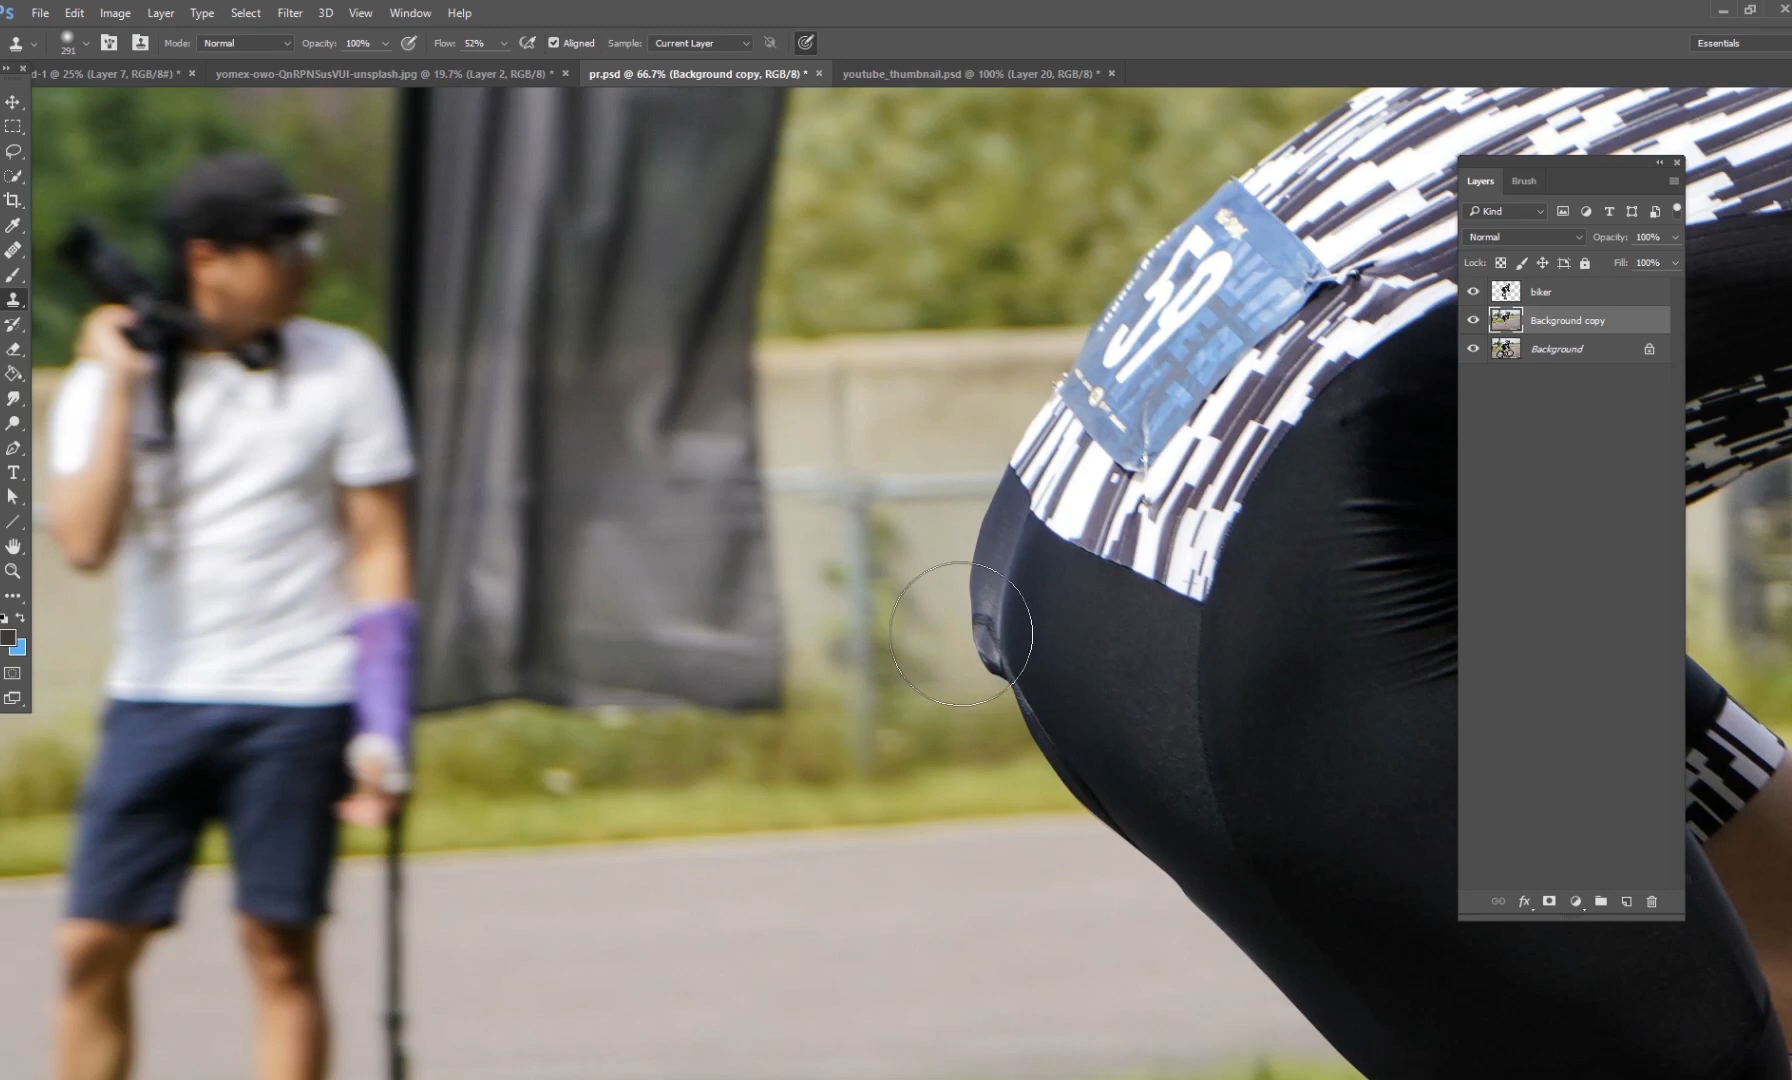 Ps File Edit Image Layer Type Select Filter 3D View Window Help
291 Mode: Normal Opacity: 100% Flow: 52% Aligned Sample: Current Layer Essentials
d-1 @ 25% (Layer 7, RGB/8#) * × yomex-owo-QnRPNSusVUI-unsplash.jpg @ 19.7% (Layer 2, RGB/8) * × pr.psd @ 66.7% (Background copy, RGB/8) * × youtube_thumbnail.psd @ 100% (Layer 20, RGB/8) * ×
Layers Brush
Kind
Normal Opacity: 100%
Lock: Fill: 100%
biker
Background copy
Background
fx